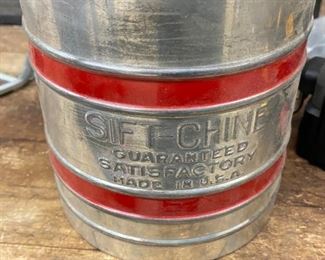 SIFT-CHINE
GUARANTEED
SATISFACTORY
MADE IN U.S.A